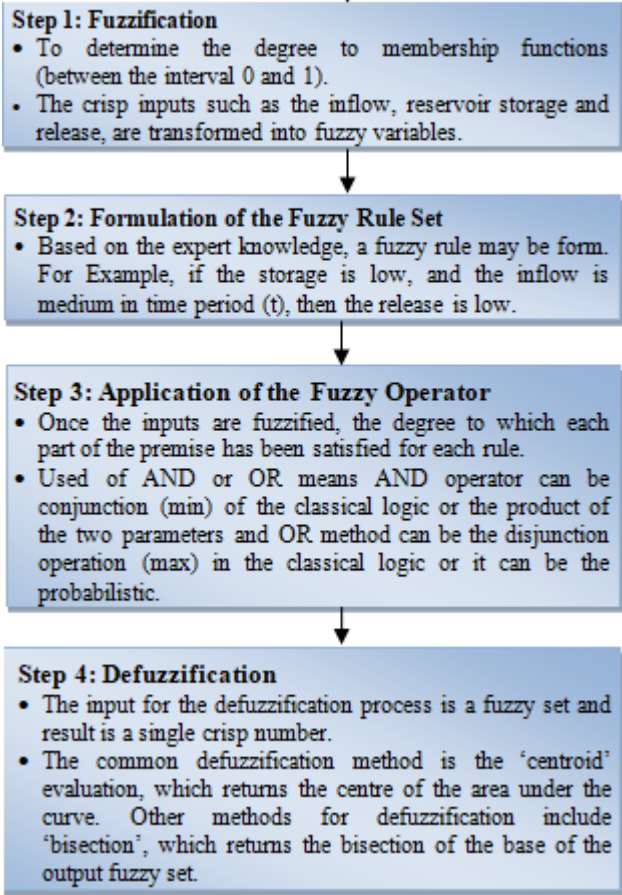 Step 1: Fuzzification
• To determine the degree to membership functions
(between the interval 0 and 1).
• The crisp inputs such as the inflow, reservoir storage and
release, are transformed into fuzzy variables.
Step 2: Formulation of the Fuzzy Rule Set
• Based on the expert knowledge, a fuzzy rule may be form.
For Example, if the storage is low, and the inflow is
medium in time period (t), then the release is low.
Step 3: Application of the Fuzzy Operator
• Once the inputs are fuzzified, the degree to which each
part of the premise has been satisfied for each rule.
• Used of AND or OR means AND operator can be
conjunction (min) of the classical logic or the product of
the two parameters and OR method can be the disjunction
operation (max) in the classical logic or it can be the
probabilistic.
Step 4: Defuzzification
• The input for the defuzzification process is a fuzzy set and
result is a single crisp number.
• The common defuzzification method is the ‘centroid’
evaluation, which returns the centre of the area under the
curve. Other methods for defuzzification include
‘bisection’, which returns the bisection of the base of the
output fuzzy set.